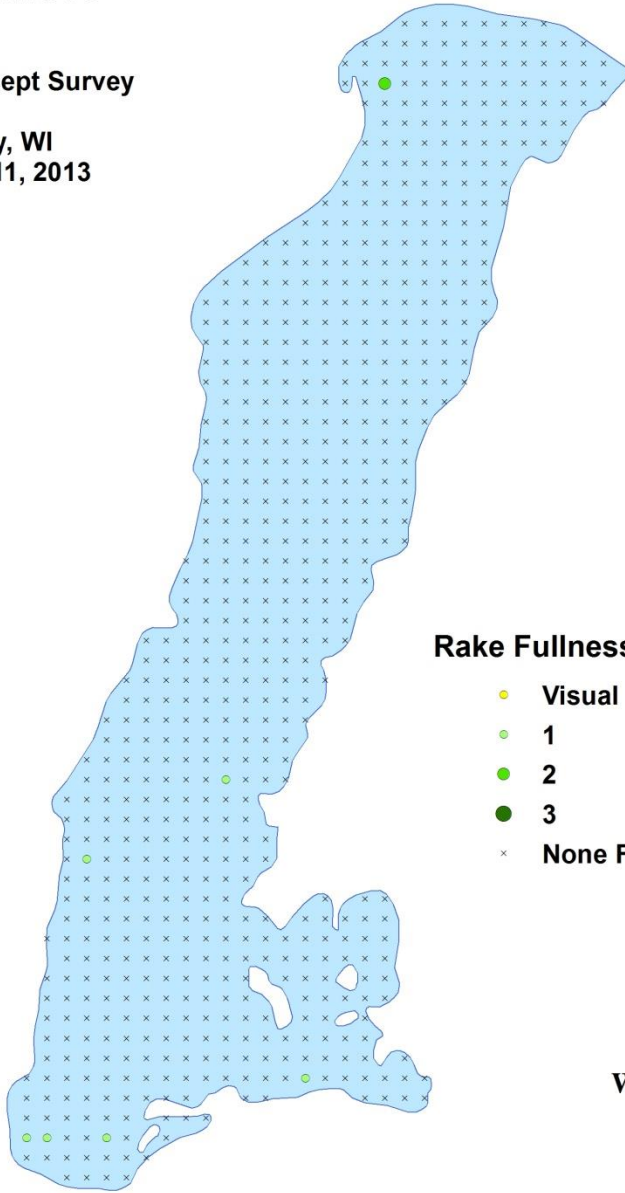 ept Survey
, WI
11, 2013
Rake Fullness
Visual
1
2
3
None